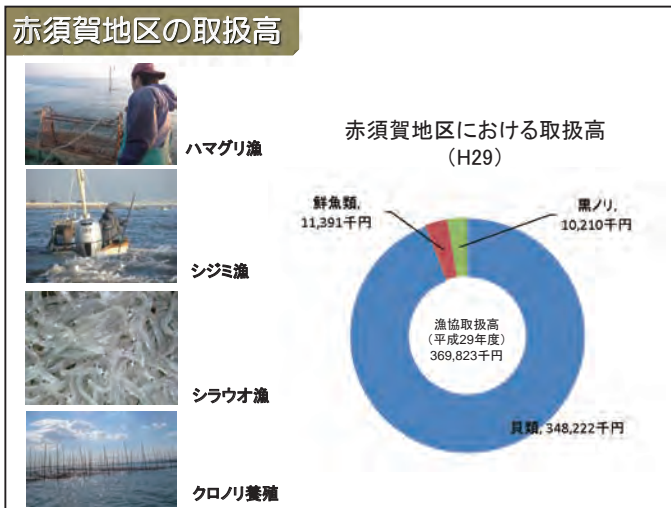 赤須賀地区の取扱高
ハマグリ漁
シジミ漁
シラウオ漁
クロノリ養殖
赤須賀地区における取扱高
(H29)
鮮魚類,
11,391千円
黒ノリ,
10,210千円
漁協取扱高
(平成29年度)
369,823千円
貝類, 348,222千円